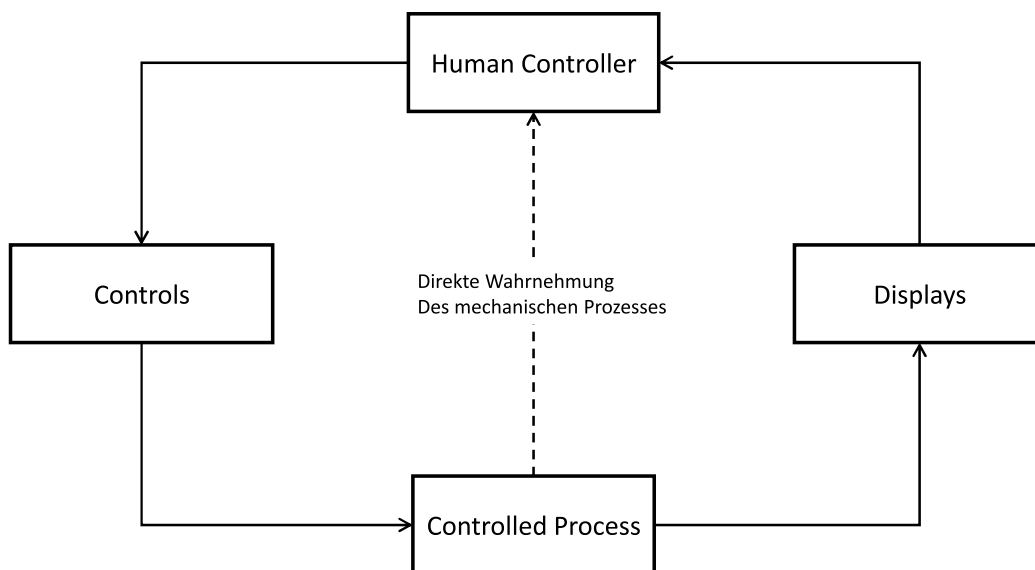 Human Controller
Controls
Direkte Wahrnehmung
Des mechanischen Prozesses
Displays
Controlled Process